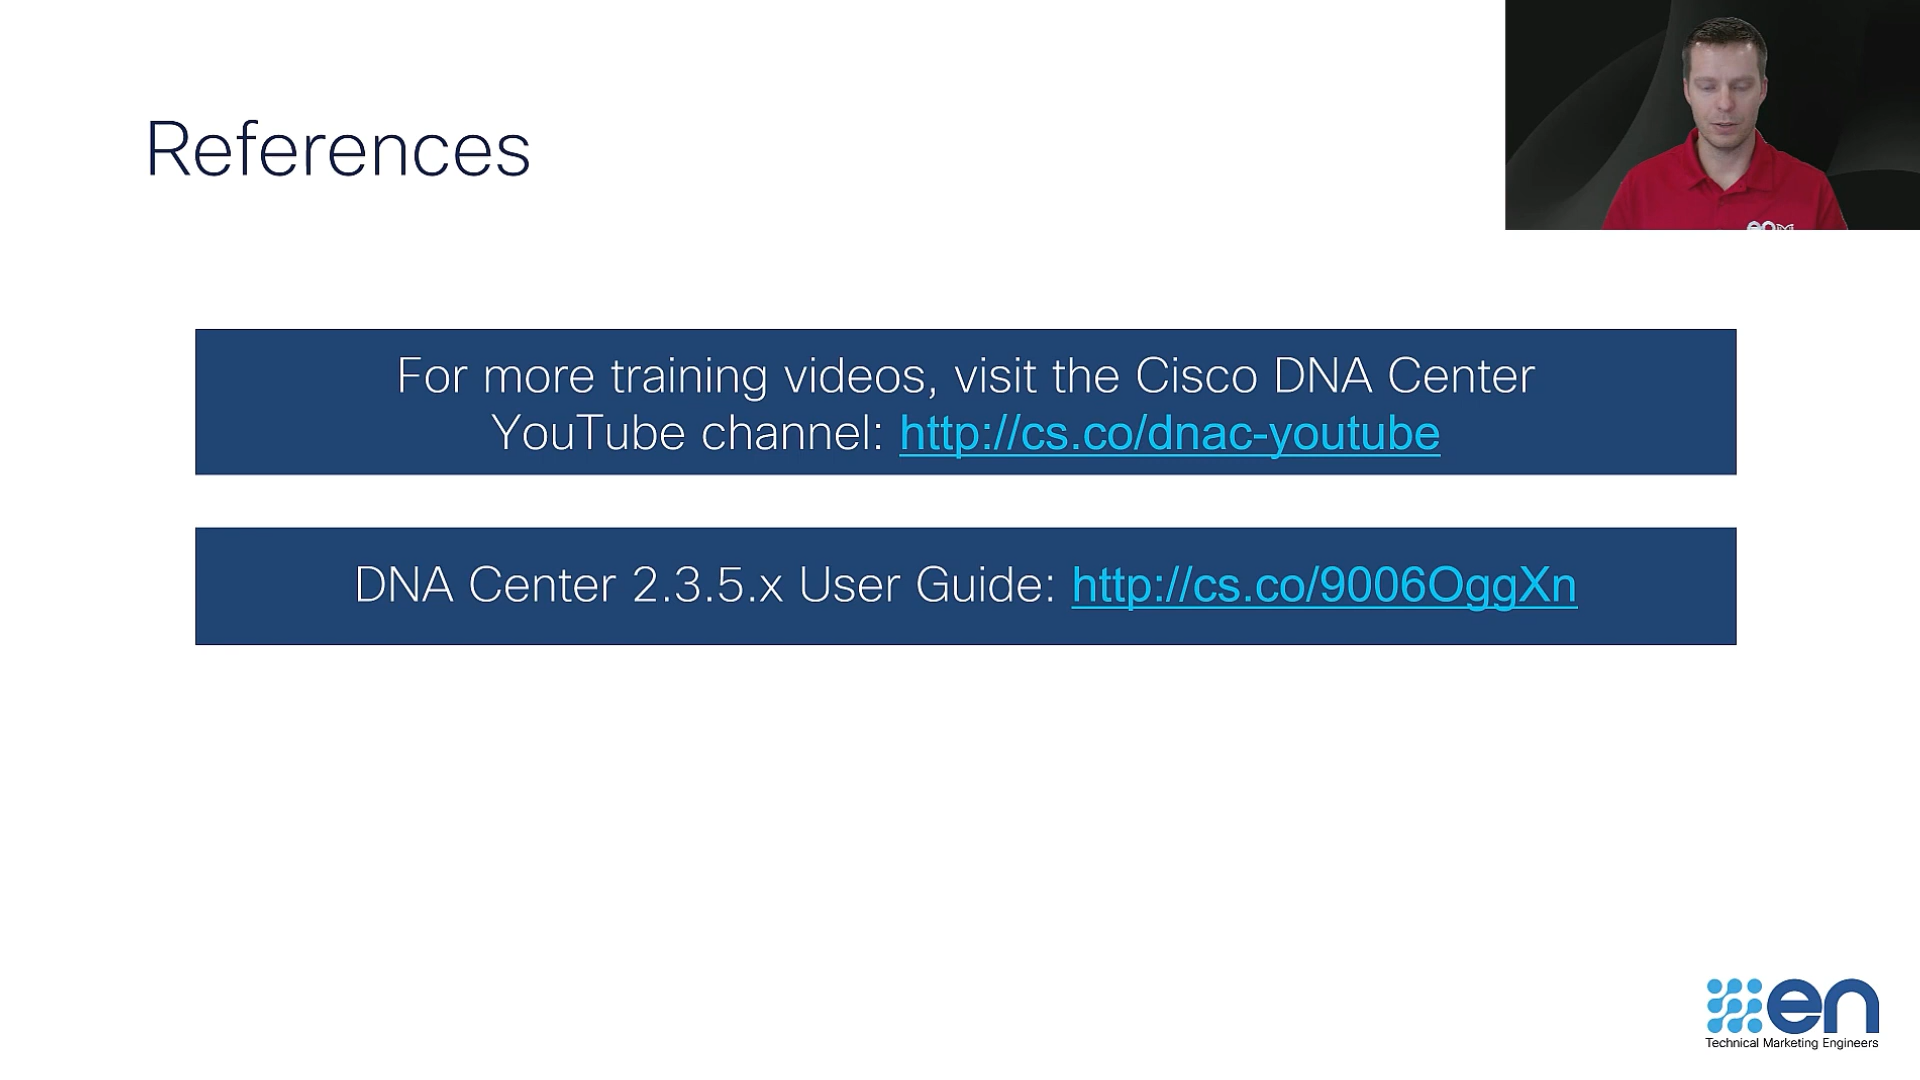 References
For more training videos, visit the Cisco DNA Center
YouTube channel: http://cs.co/dnac-youtube
DNA Center 2.3.5.x User Guide: http://cs.co/9006OggXn
en
Technical Marketing Engineers